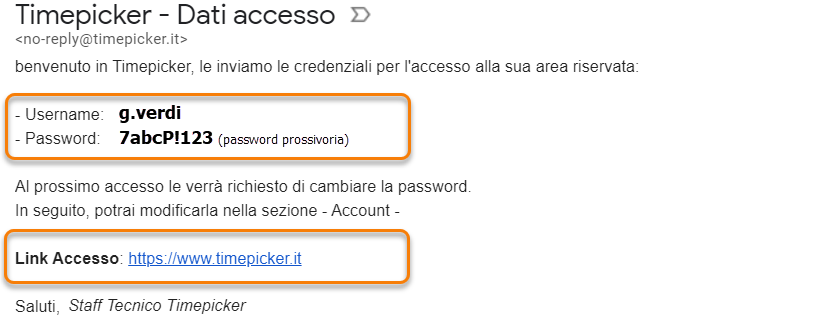 Timepicker - Dati accesso
<no-reply@timepicker.it>
benvenuto in Timepicker, le inviamo le credenziali per l'accesso alla sua area riservata:
- Username: g.verdi
- Password: 7abcP!123 (password prossivoria)
Al prossimo accesso le verrà richiesto di cambiare la password.
In seguito, potrai modificarla nella sezione - Account -
Link Accesso: https://www.timepicker.it
Saluti, Staff Tecnico Timepicker